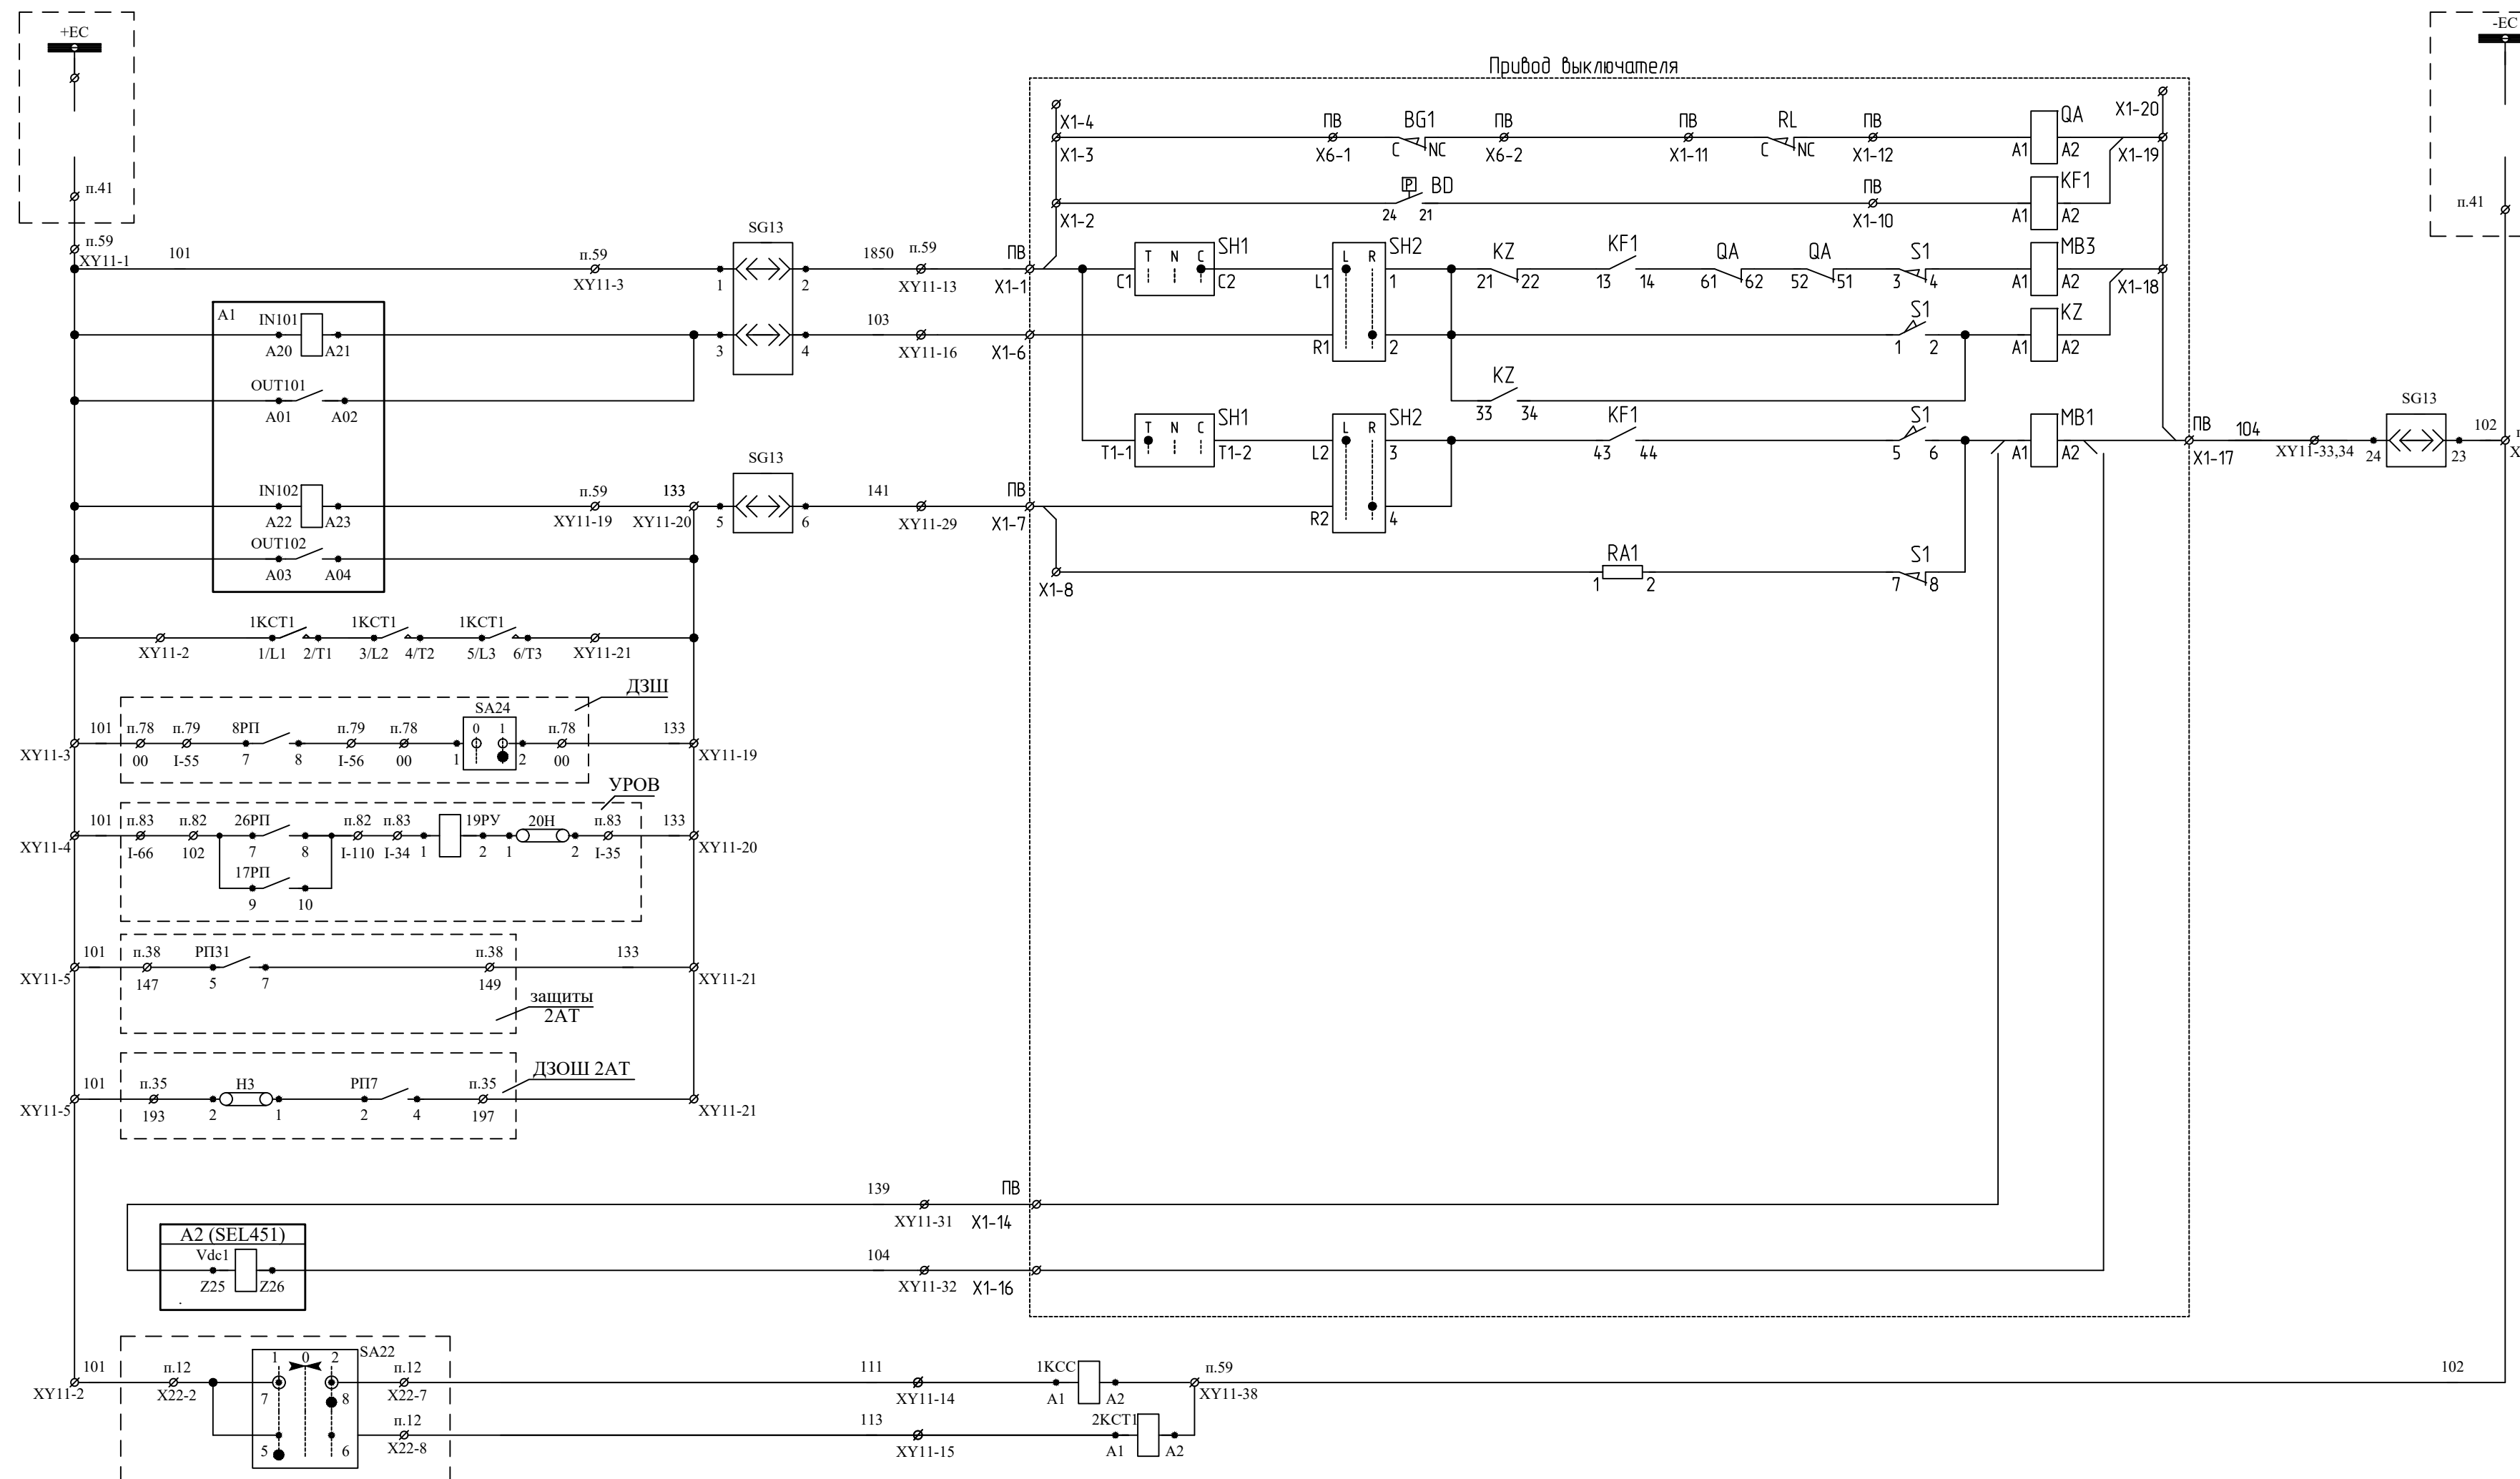 +EC
-EC
Привод выключателя
п.41
п.41
п.59
XY11-1
101
п.59
XY11-3
SG13
1
2
3
4
1850
п.59
XY11-13
ПВ
X1-1
X1-4
X1-3
X1-2
ПВ
X6-1
BG1
C
NC
ПВ
X6-2
ПВ
X1-11
RL
C
NC
ПВ
X1-12
QA
A1
A2
X1-20
X1-19
P
BD
24
21
ПВ
X1-10
KF1
A1
A2
SH1
T N C
C1
C2
SH2
L R
L1
1
R1
2
KZ
21
22
KF1
13
14
QA
61
62
QA
52
51
S1
3
4
MB3
A1
A2
X1-18
A1
IN101
A20
A21
OUT101
A01
A02
103
XY11-16
X1-6
S1
1
2
KZ
A1
A2
KZ
33
34
SH1
T N C
T1-1
T1-2
SH2
L R
L2
3
R2
4
KF1
43
44
S1
5
6
MB1
A1
A2
ПВ
X1-17
104
XY11-33,34
SG13
24
23
102
IN102
A22
A23
OUT102
A03
A04
п.59
XY11-19
133
XY11-20
SG13
5
6
141
XY11-29
ПВ
X1-7
X1-8
RA1
1
2
S1
7
8
XY11-2
1KCT1
1/L1
2/T1
1KCT1
3/L2
4/T2
1KCT1
5/L3
6/T3
XY11-21
ДЗШ
XY11-3
101
п.78
00
п.79
I-55
8РП
7
8
п.79
I-56
п.78
00
SA24
0 1
1
2
п.78
00
133
XY11-19
УРОВ
XY11-4
101
п.83
I-66
п.82
102
26РП
7
8
17РП
9
10
п.82
I-110
п.83
I-34
1
19РУ
2
1
20Н
2
п.83
I-35
133
XY11-20
XY11-5
101
п.38
147
РП31
5
7
п.38
149
133
XY11-21
защиты
2АТ
ДЗОШ 2АТ
XY11-5
101
п.35
193
Н3
2
1
РП7
2
4
п.35
197
XY11-21
139
XY11-31
ПВ
X1-14
A2 (SEL451)
Vdc1
Z25
Z26
104
XY11-32
X1-16
XY11-2
101
п.12
X22-2
SA22
1 0 2
7
8
5
6
п.12
X22-7
п.12
X22-8
111
XY11-14
113
XY11-15
1KCC
A1
A2
2KCT1
A1
A2
п.59
XY11-38
102